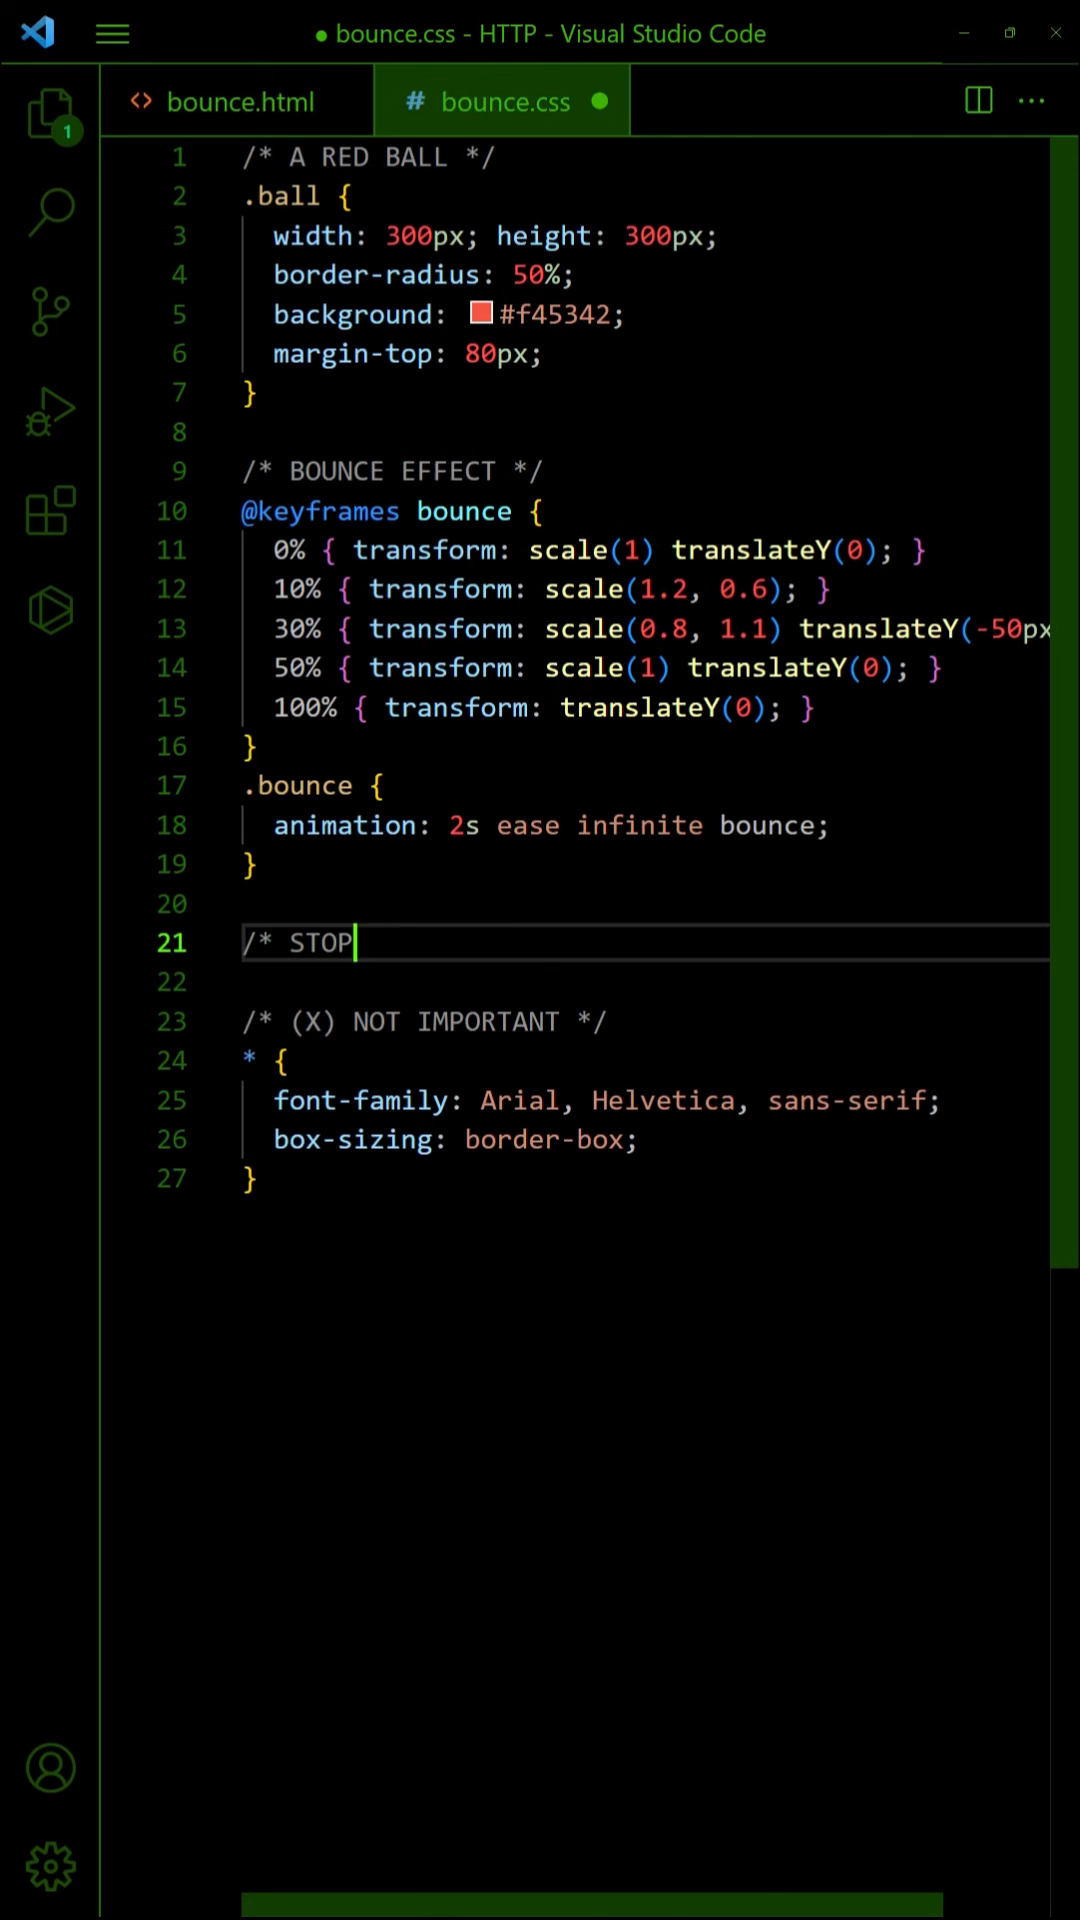 ● bounce.css - HTTP - Visual Studio Code
<> bounce.html # bounce.css ●
1
1 /* A RED BALL */
2 .ball {
3 width: 300px; height: 300px;
4 border-radius: 50%;
5 background: #f45342;
6 margin-top: 80px;
7 }
8
9 /* BOUNCE EFFECT */
10 @keyframes bounce {
11 0% { transform: scale(1) translateY(0); }
12 10% { transform: scale(1.2, 0.6); }
13 30% { transform: scale(0.8, 1.1) translateY(-50px
14 50% { transform: scale(1) translateY(0); }
15 100% { transform: translateY(0); }
16 }
17 .bounce {
18 animation: 2s ease infinite bounce;
19 }
20
21 /* STOP
22
23 /* (X) NOT IMPORTANT */
24 * {
25 font-family: Arial, Helvetica, sans-serif;
26 box-sizing: border-box;
27 }